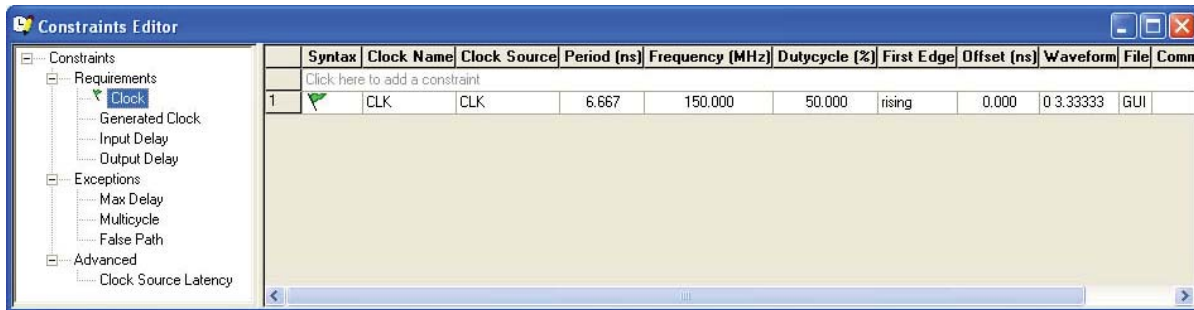 Constraints Editor
Constraints
Requirements
Clock
Generated Clock
Input Delay
Output Delay
Exceptions
Max Delay
Multicycle
False Path
Advanced
Clock Source Latency
Syntax Clock Name Clock Source Period (ns) Frequency (MHz) Dutycycle (%) First Edge Offset (ns) Waveform File Comm
Click here to add a constraint
1 CLK CLK 6.667 150.000 50.000 rising 0.000 0 3.33333 GUI